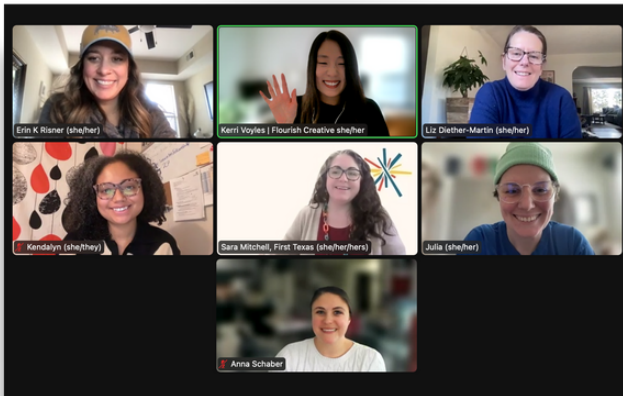 Erin K Risner (she/her)
Kerri Voyles | Flourish Creative she/her
Liz Diether-Martin (she/her)
Kendalyn (she/they)
Sara Mitchell, First Texas (she/her/hers)
Julia (she/her)
Anna Schaber